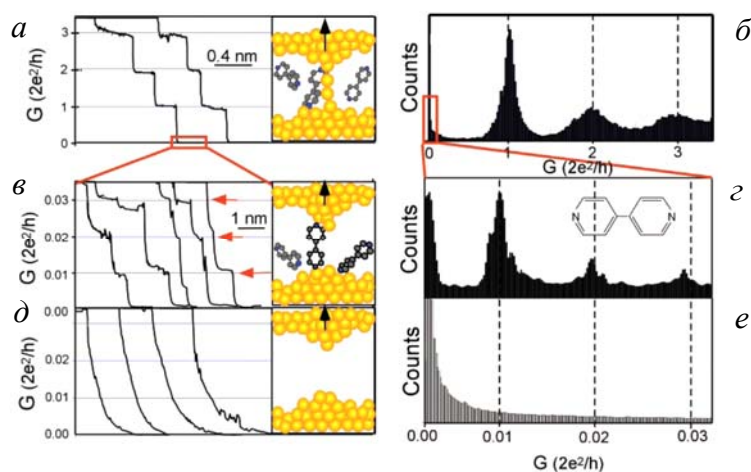 а
G (2e²/h)
3
2
1
0
0.4 nm
б
Counts
0 1 2 3
G (2e²/h)
в
G (2e²/h)
0.03
0.02
0.01
1 nm
г
Counts
N
N
д
G (2e²/h)
0.00
0.02
0.01
0.00
е
Counts
0.00 0.01 0.02 0.03
G (2e²/h)